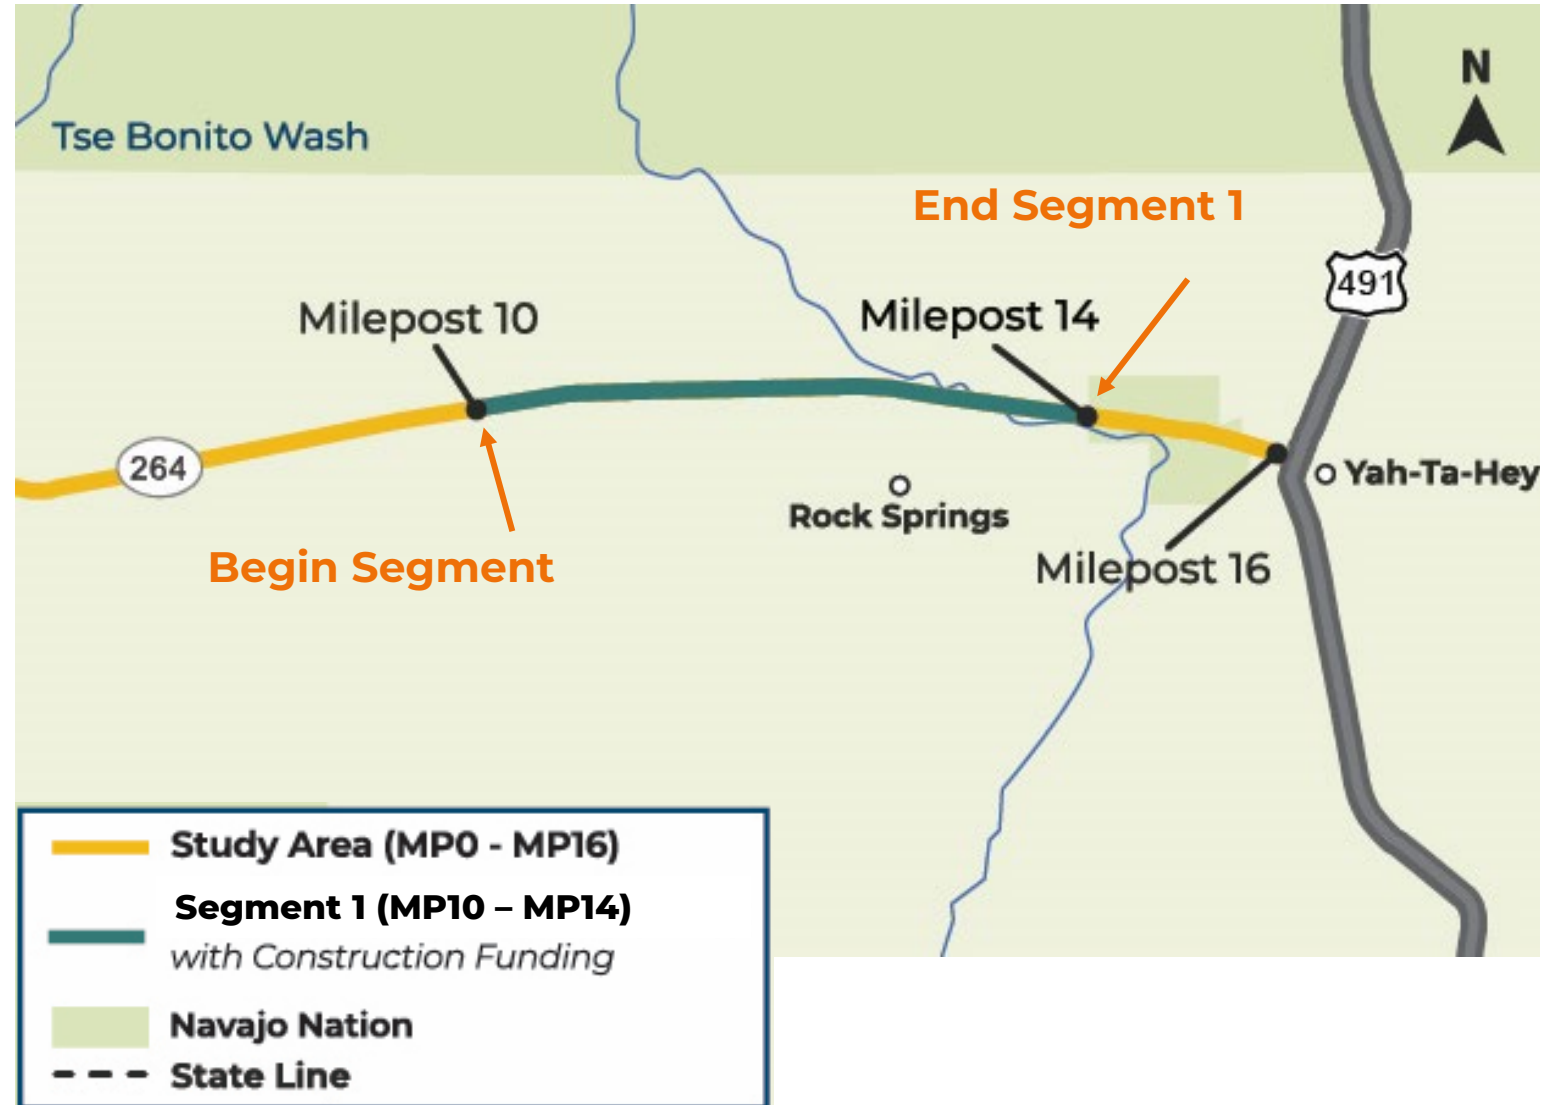 N
Tse Bonito Wash
End Segment 1
491
Milepost 10
Milepost 14
264
Yah-Ta-Hey
Rock Springs
Begin Segment
Milepost 16
Study Area (MP0 - MP16)
Segment 1 (MP10 – MP14)
with Construction Funding
Navajo Nation
State Line